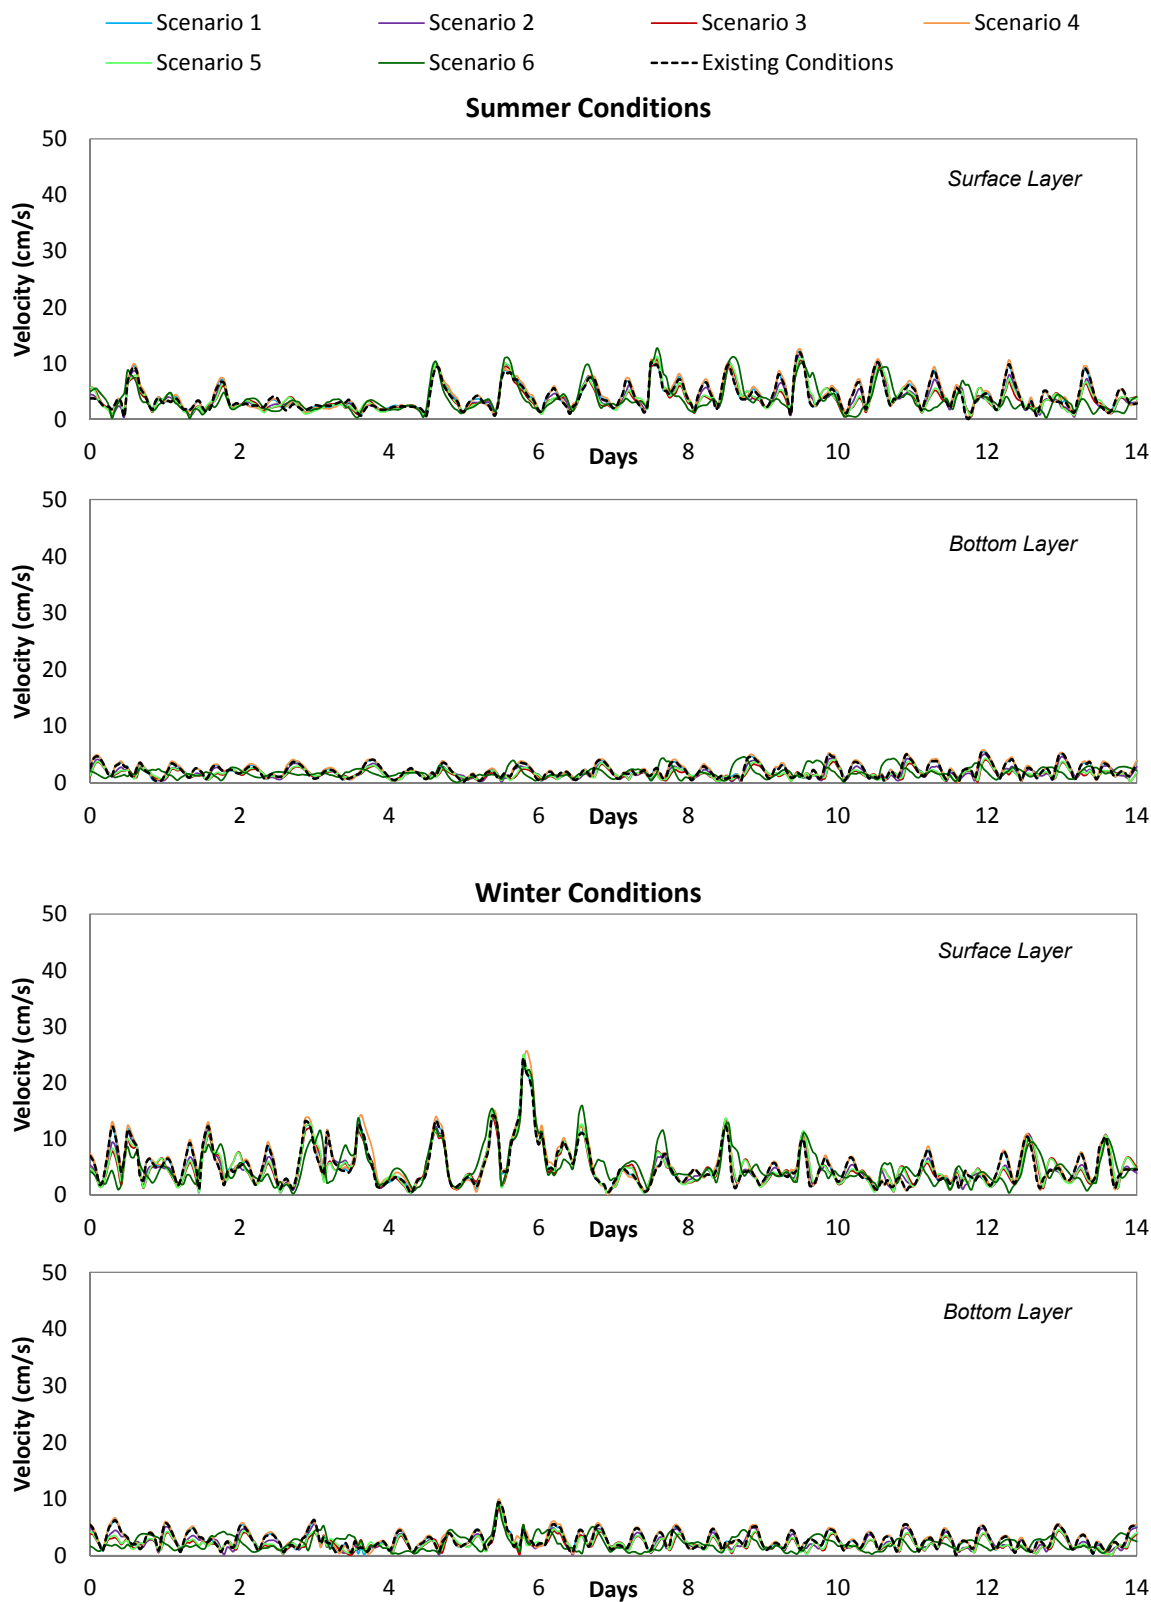 Scenario 1 Scenario 2 Scenario 3 Scenario 4
Scenario 5 Scenario 6 Existing Conditions
Summer Conditions
50
40
30
20
10
0
Velocity (cm/s)
Surface Layer
0 2 4 6 8 10 12 14
Days
50
40
30
20
10
0
Velocity (cm/s)
Bottom Layer
0 2 4 6 8 10 12 14
Days
Winter Conditions
50
40
30
20
10
0
Velocity (cm/s)
Surface Layer
0 2 4 6 8 10 12 14
Days
50
40
30
20
10
0
Velocity (cm/s)
Bottom Layer
0 2 4 6 8 10 12 14
Days